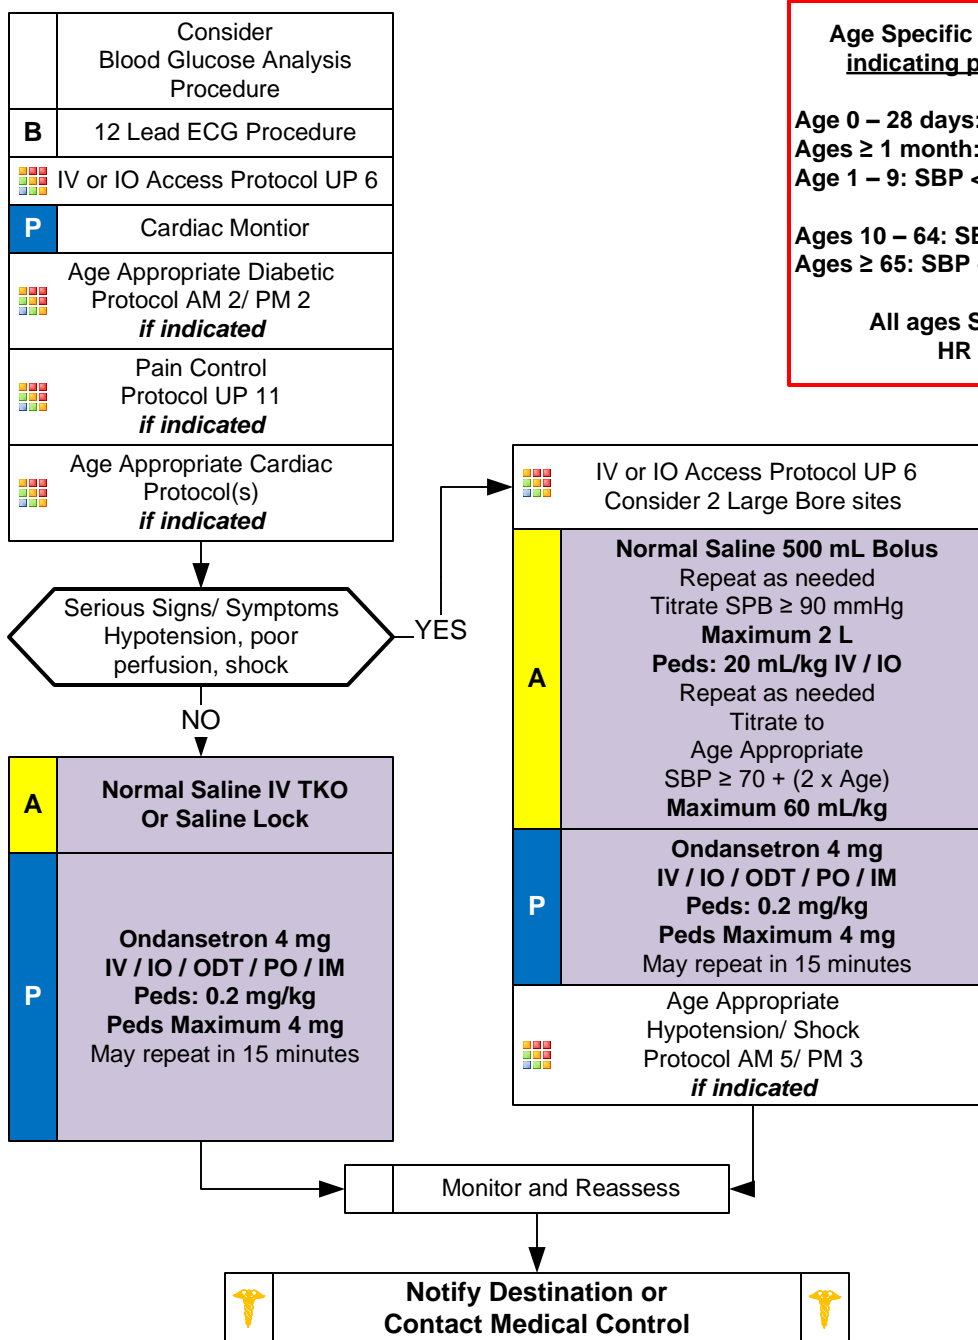 Consider
Blood Glucose Analysis
Procedure
B
12 Lead ECG Procedure
IV or IO Access Protocol UP 6
P
Cardiac Montior
Age Appropriate Diabetic
Protocol AM 2/ PM 2
if indicated
Pain Control
Protocol UP 11
if indicated
Age Appropriate Cardiac
Protocol(s)
if indicated
Serious Signs/ Symptoms
Hypotension, poor
perfusion, shock
YES
NO
A
Normal Saline IV TKO
Or Saline Lock
P
Ondansetron 4 mg
IV / IO / ODT / PO / IM
Peds: 0.2 mg/kg
Peds Maximum 4 mg
May repeat in 15 minutes
Age Specific
indicating
Age 0 – 28 days:
Ages ≥ 1 month:
Age 1 – 9: SBP <
Ages 10 – 64:
Ages ≥ 65: SBP
All ages
HR
IV or IO Access Protocol UP 6
Consider 2 Large Bore sites
A
Normal Saline 500 mL Bolus
Repeat as needed
Titrate SPB ≥ 90 mmHg
Maximum 2 L
Peds: 20 mL/kg IV / IO
Repeat as needed
Titrate to
Age Appropriate
SBP ≥ 70 + (2 x Age)
Maximum 60 mL/kg
P
Ondansetron 4 mg
IV / IO / ODT / PO / IM
Peds: 0.2 mg/kg
Peds Maximum 4 mg
May repeat in 15 minutes
Age Appropriate
Hypotension/ Shock
Protocol AM 5/ PM 3
if indicated
Monitor and Reassess
Notify Destination or
Contact Medical Control